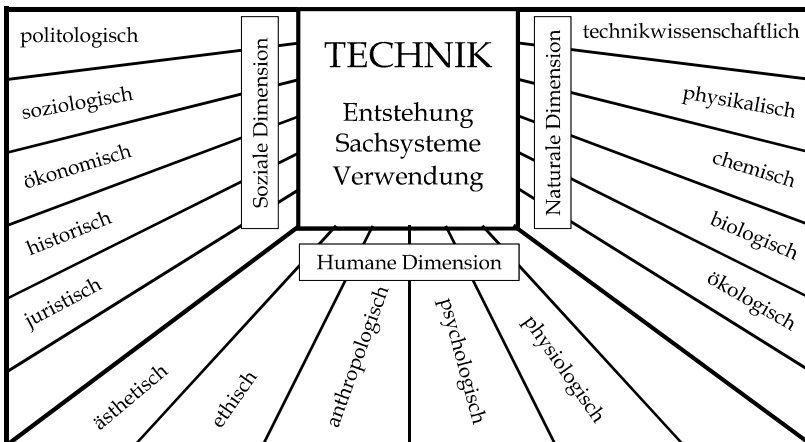 TECHNIK
Entstehung
Sachsysteme
Verwendung
Soziale Dimension
politologisch
soziologisch
ökonomisch
historisch
juristisch
Naturale Dimension
technikwissenschaftlich
physikalisch
chemisch
biologisch
ökologisch
Humane Dimension
ästhetisch
ethisch
anthropologisch
psychologisch
physiologisch